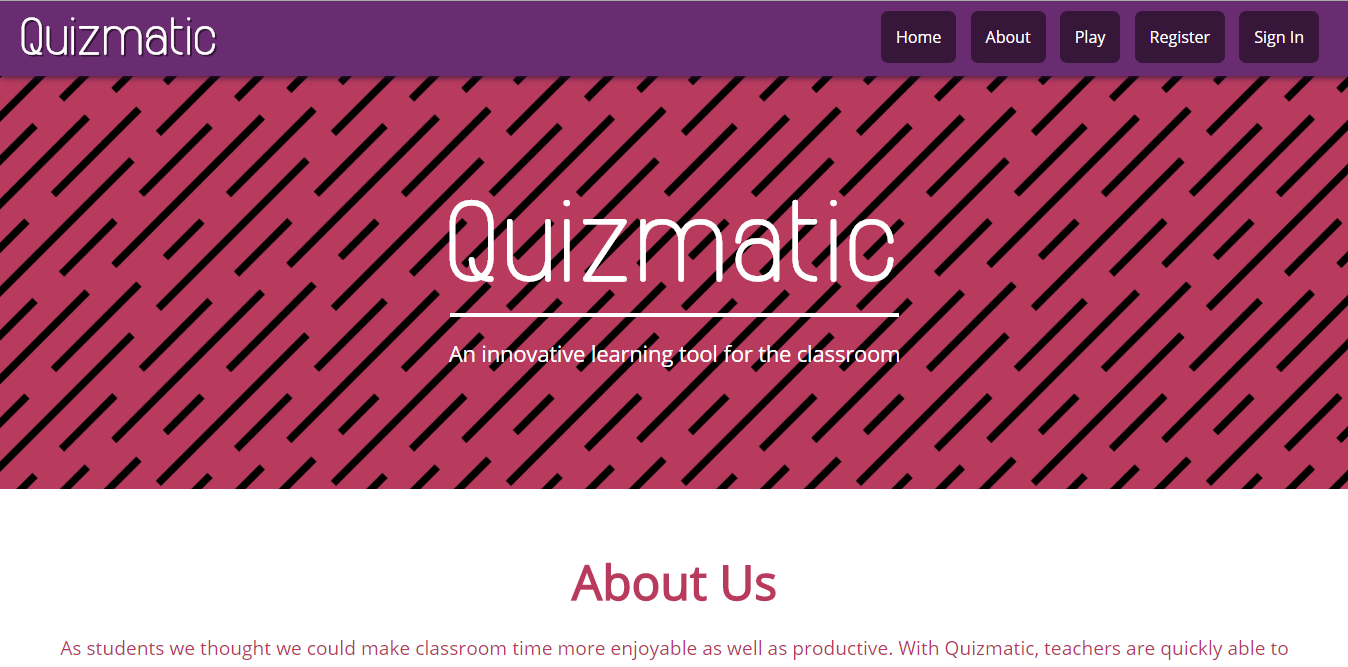 Quizmatic
Home About Play Register Sign In
Quizmatic
An innovative learning tool for the classroom
About Us
As students we thought we could make classroom time more enjoyable as well as productive. With Quizmatic, teachers are quickly able to